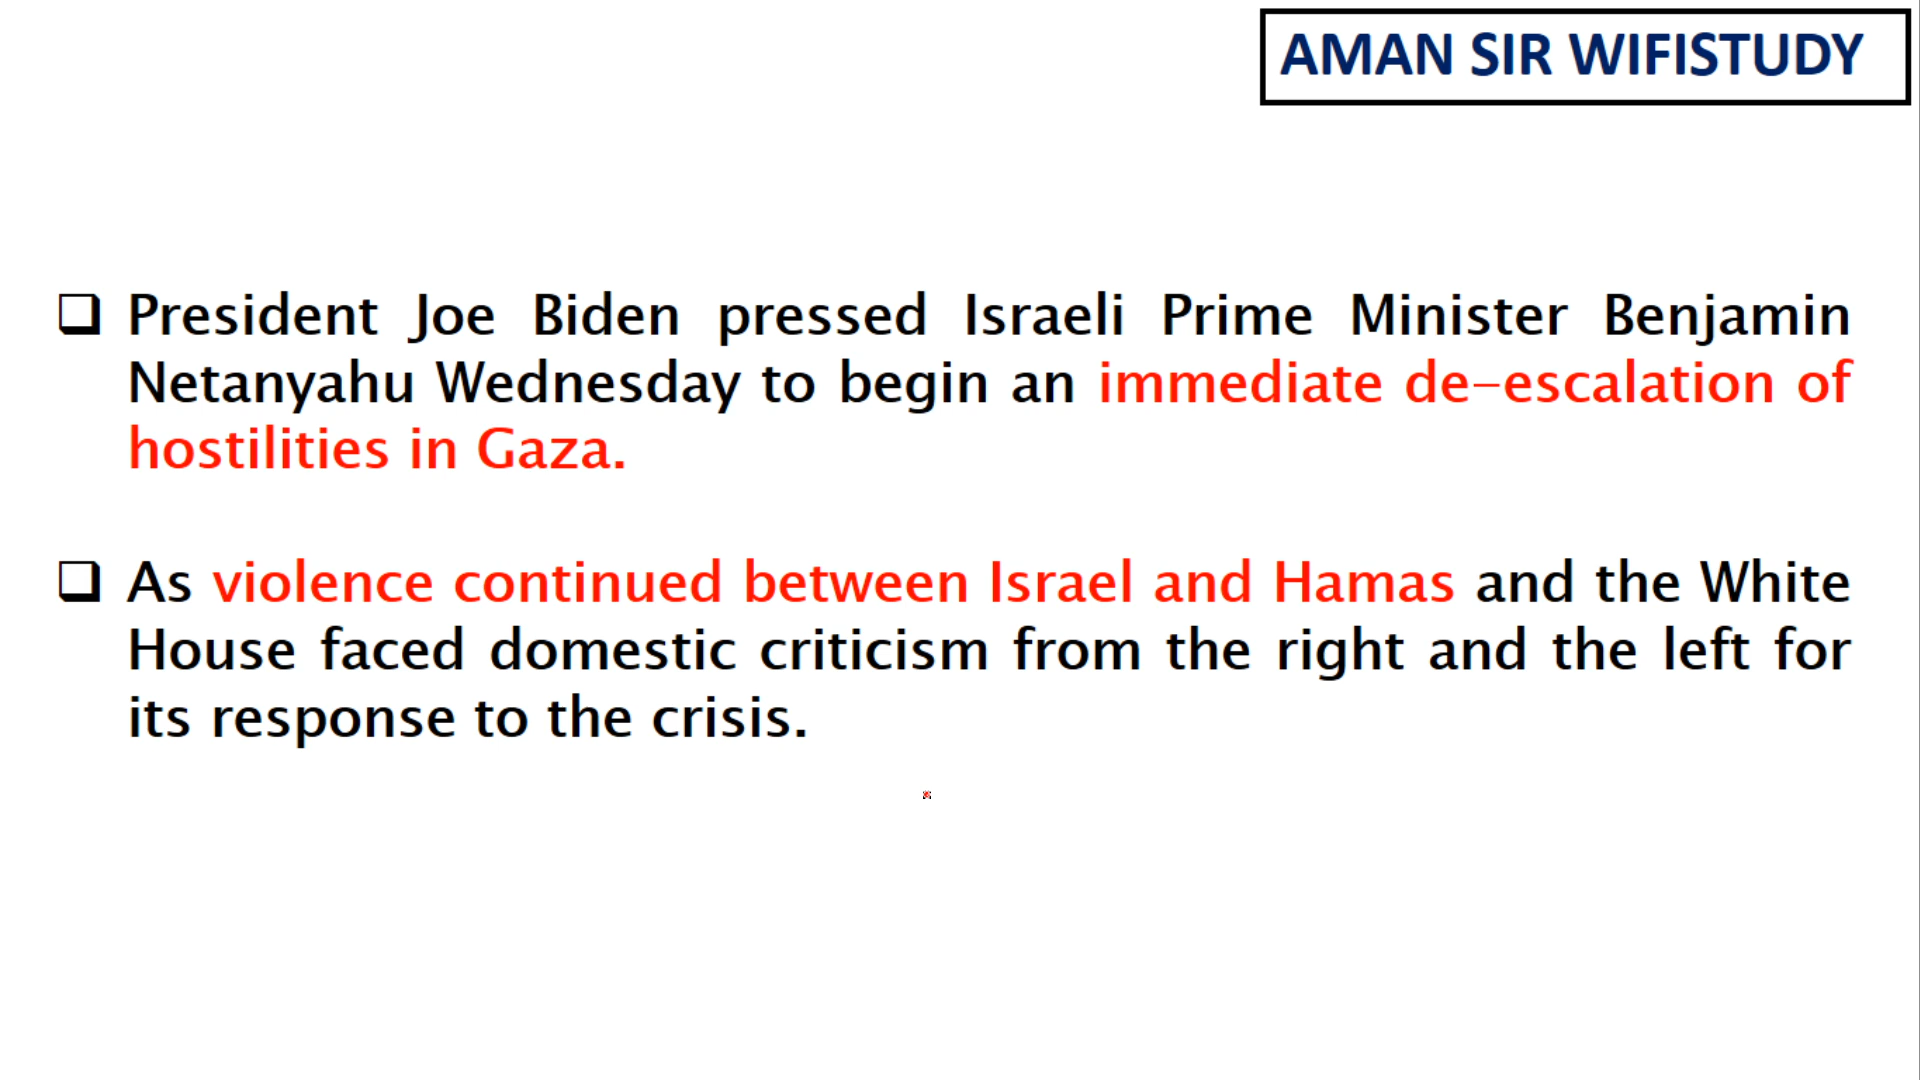 AMAN SIR WIFISTUDY
❑ President Joe Biden pressed Israeli Prime Minister Benjamin
Netanyahu Wednesday to begin an immediate de-escalation of
hostilities in Gaza.
❑ As violence continued between Israel and Hamas and the White
House faced domestic criticism from the right and the left for
its response to the crisis.